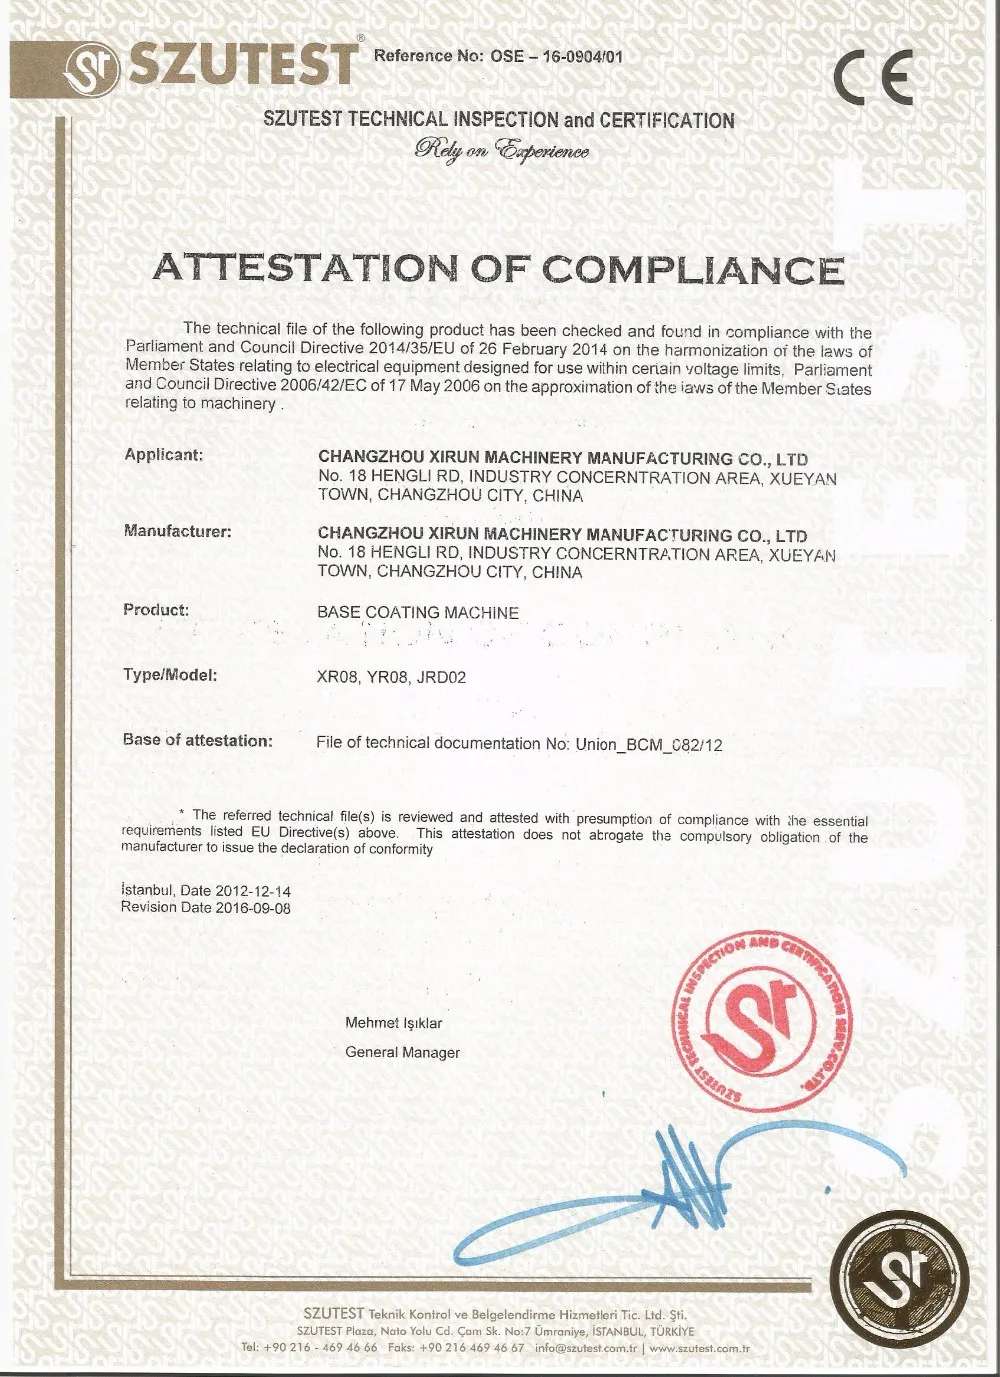 SZUTEST®
Reference No: OSE – 16-0904/01
CE
SZUTEST TECHNICAL INSPECTION and CERTIFICATION
Rely on Experience
ATTESTATION OF COMPLIANCE
The technical file of the following product has been checked and found in compliance with the
Parliament and Council Directive 2014/35/EU of 26 February 2014 on the harmonization of the laws of
Member States relating to electrical equipment designed for use within certain voltage limits, Parliament
and Council Directive 2006/42/EC of 17 May 2006 on the approximation of the laws of the Member States
relating to machinery .
Applicant:
CHANGZHOU XIRUN MACHINERY MANUFACTURING CO., LTD
No. 18 HENGLI RD, INDUSTRY CONCERNTRATION AREA, XUEYAN
TOWN, CHANGZHOU CITY, CHINA
Manufacturer:
CHANGZHOU XIRUN MACHINERY MANUFACTURING CO., LTD
No. 18 HENGLI RD, INDUSTRY CONCERNTRATION AREA, XUEYAN
TOWN, CHANGZHOU CITY, CHINA
Product:
BASE COATING MACHINE
Type/Model:
XR08, YR08, JRD02
Base of attestation:
File of technical documentation No: Union_BCM_082/12
* The referred technical file(s) is reviewed and attested with presumption of compliance with the essential
requirements listed EU Directive(s) above. This attestation does not abrogate the compulsory obligation of the
manufacturer to issue the declaration of conformity
İstanbul, Date 2012-12-14
Revision Date 2016-09-08
SZUTEST TECHNICAL INSPECTION AND CERTIFICATION SERV.CO.LTD.
Mehmet Işıklar
General Manager
SZUTEST
SZUTEST Teknik Kontrol ve Belgelendirme Hizmetleri Tic. Ltd. Şti.
SZUTEST Plaza, Nato Yolu Cd. Çam Sk. No:7 Ümraniye, İSTANBUL, TÜRKİYE
Tel: +90 216 - 469 46 66 Faks: +90 216 469 46 67 info@szutest.com.tr | www.szutest.com.tr